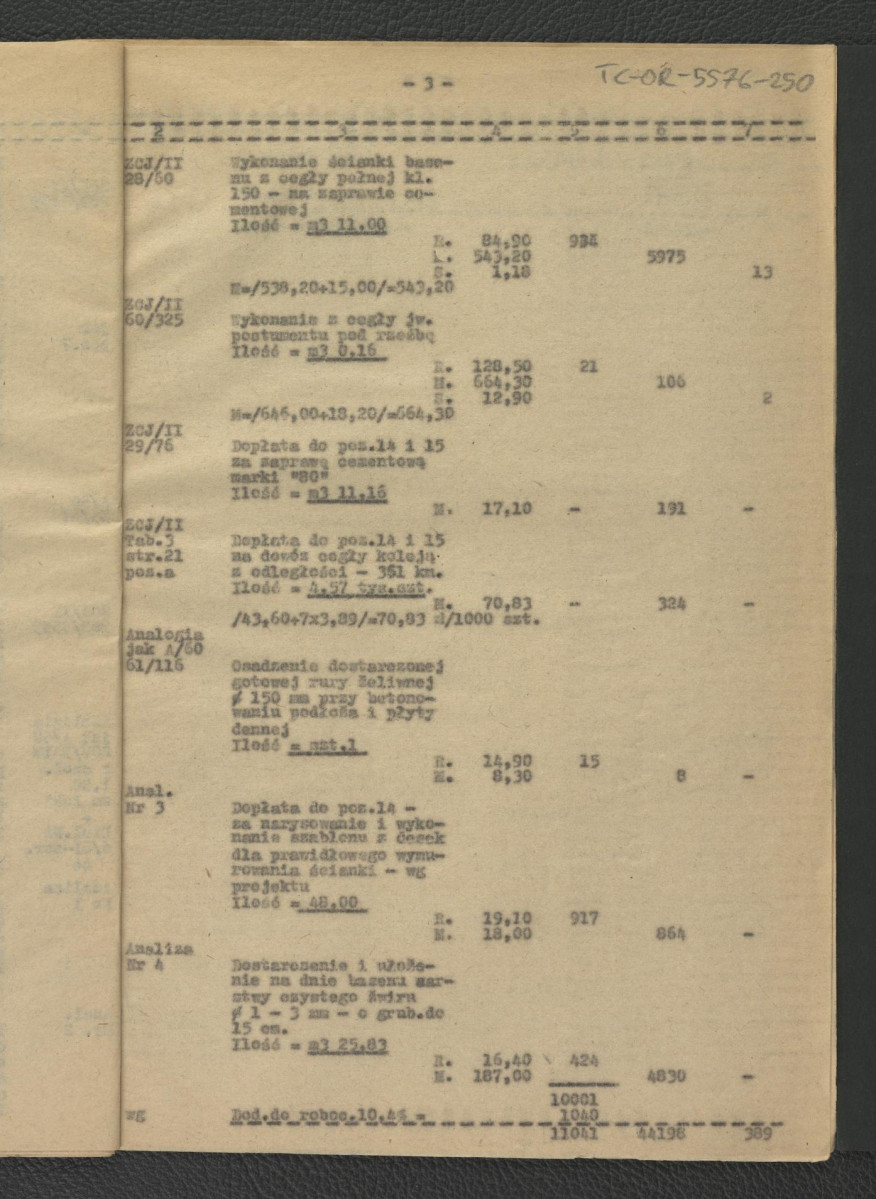 TC-OR-5576-250
- 3 -
2 3 4 5 6 7
ZCJ/II Wykonanie ścianki base-
28/60 nu z cegły pełnej kl.
150 - na zaprawie ce-
mentowej
Ilość = m3 11,00
R. 84,90 934
543,20 5975
S. 1,18 13
M=/538,20+15,00/=543,20
ZCJ/II
60/325 Wykonanie z cegły jw.
postumentu pod rzeźbę
Ilość = m3 0,16
R. 128,50 21
M. 664,30 106
S. 12,90 2
M=/646,00+18,20/=664,30
ZCJ/II
29/76 Dopłata do poz.14 i 15
za zaprawę cementową
marki "80"
Ilość = m3 11,16
M. 17,10 - 191 -
ZCJ/II
Tab.3 Dopłata do poz.14 i 15
str.21 na dowóz cegły koleją
poz.a z odległości - 351 km.
Ilość = 4,57 tys.szt.
M. 70,83 - 324 -
/43,60+7x3,89/=70,83 zł/1000 szt.
Analogia
jak A/60
61/116 Osadzenie dostarczonej
gotowej rury żeliwnej
ø 150 mm przy betono-
waniu podłoża i płyty
dennej
Ilość = szt.1
R. 14,90 15
M. 8,30 8 -
Anal.
Nr 3 Dopłata do poz.14 -
za narysowanie i wyko-
nanie szablonu z desek
dla prawidłowego wymu-
rowania ścianki - wg
projektu
Ilość = 48,00
R. 19,10 917
M. 18,00 864 -
Analiza
Nr 4 Dostarczenie i ułoże-
nie na dnie basenu war-
stwy czystego żwiru
ø 1 - 3 mm - o grub.do
15 cm.
Ilość = m3 25,83
R. 16,40 424
M. 187,00 4830 -
10001
wg Dod.do roboc.10,4% = 1040
11041 44198 389